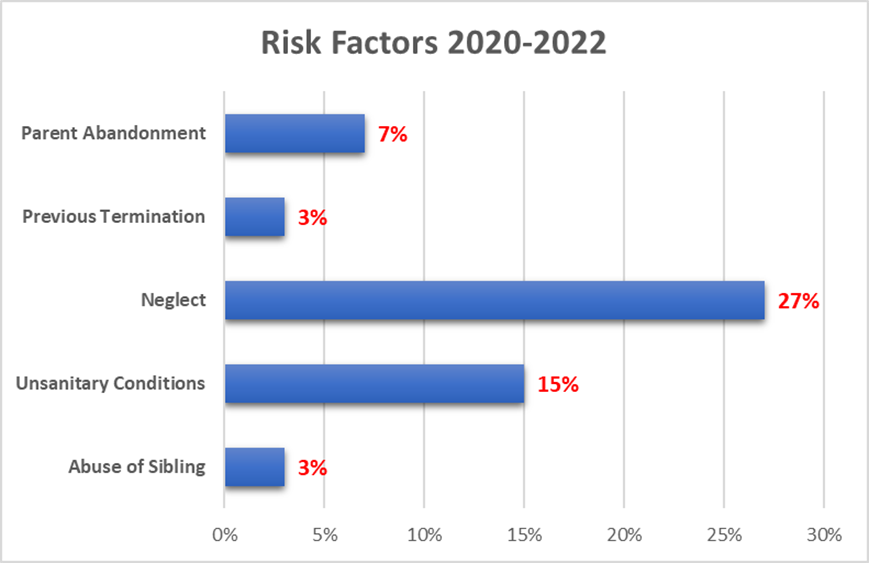 Risk Factors 2020-2022
Parent Abandonment 7%
Previous Termination 3%
Neglect 27%
Unsanitary Conditions 15%
Abuse of Sibling 3%
0% 5% 10% 15% 20% 25% 30%